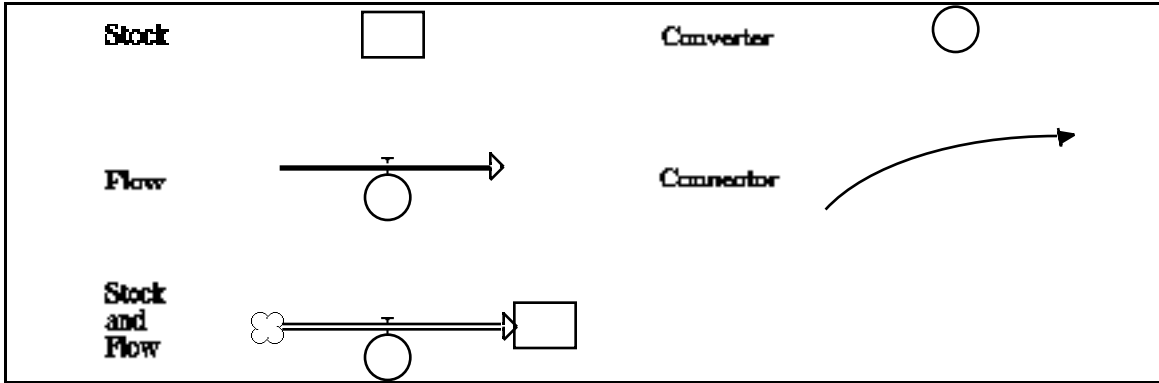 Stock
Converter
Flow
Connector
Stock
and
Flow